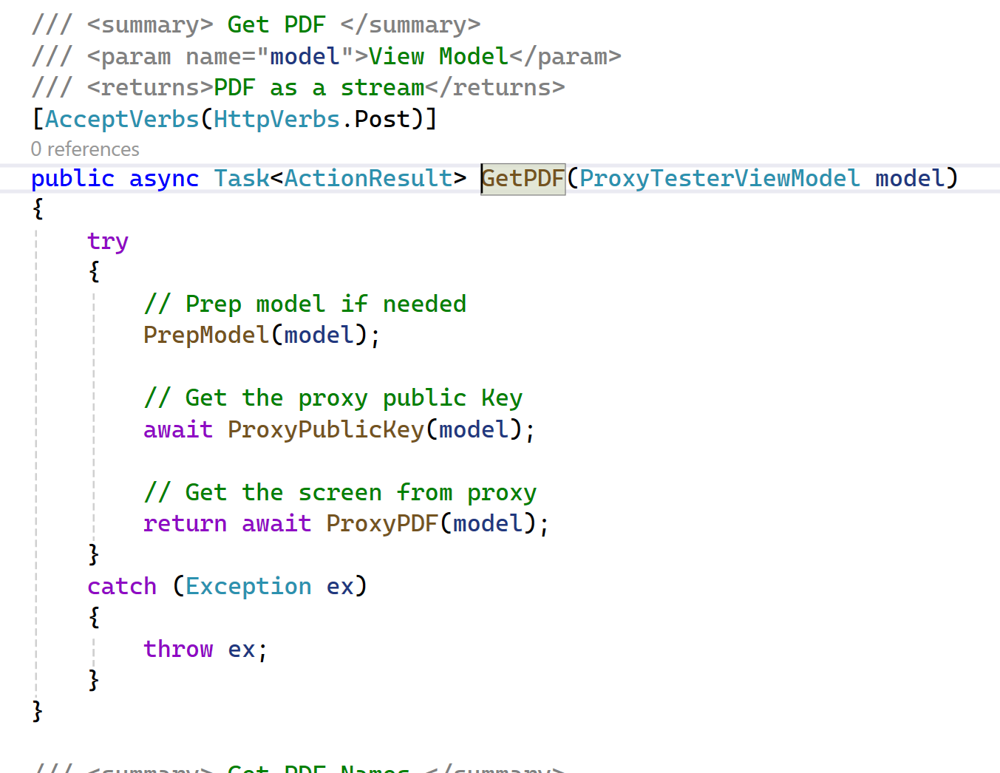 /// <summary> Get PDF </summary>
/// <param name="model">View Model</param>
/// <returns>PDF as a stream</returns>
[AcceptVerbs(HttpVerbs.Post)]
0 references
public async Task<ActionResult> GetPDF(ProxyTesterViewModel model)
{
    try
    {
        // Prep model if needed
        PrepModel(model);

        // Get the proxy public Key
        await ProxyPublicKey(model);

        // Get the screen from proxy
        return await ProxyPDF(model);
    }
    catch (Exception ex)
    {
        throw ex;
    }
}

/// <summary> Get PDF Names </summary>